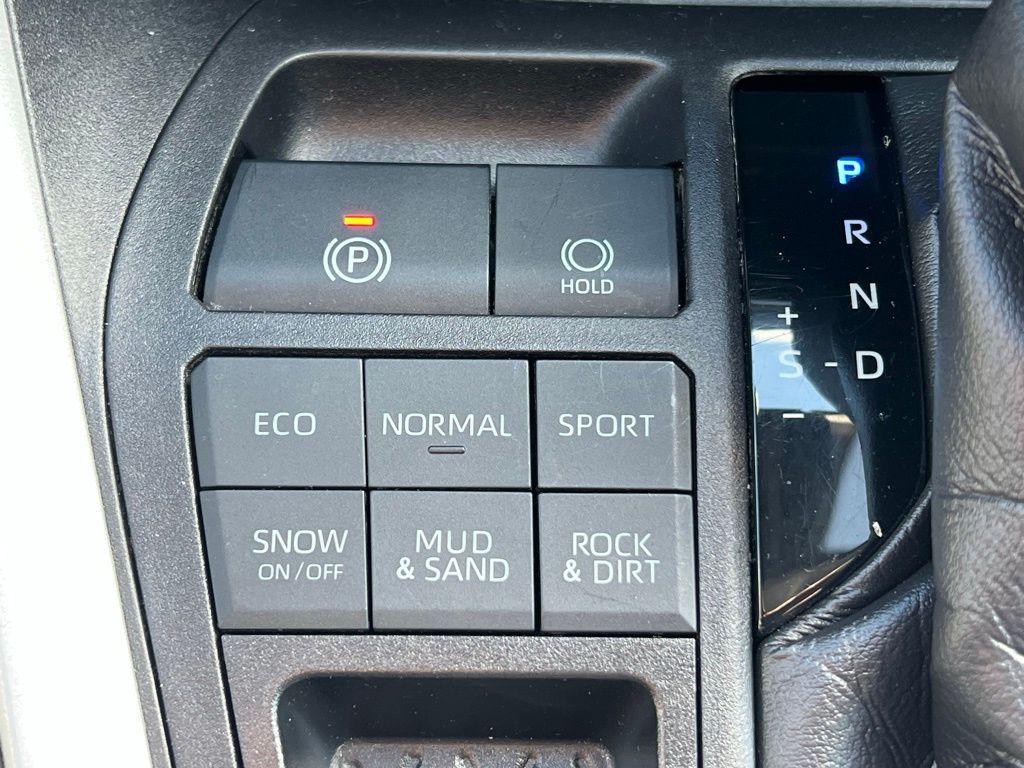 P
HOLD
ECO
NORMAL
SPORT
SNOW
ON/OFF
MUD
& SAND
ROCK
& DIRT
P
R
N
+
S - D
−